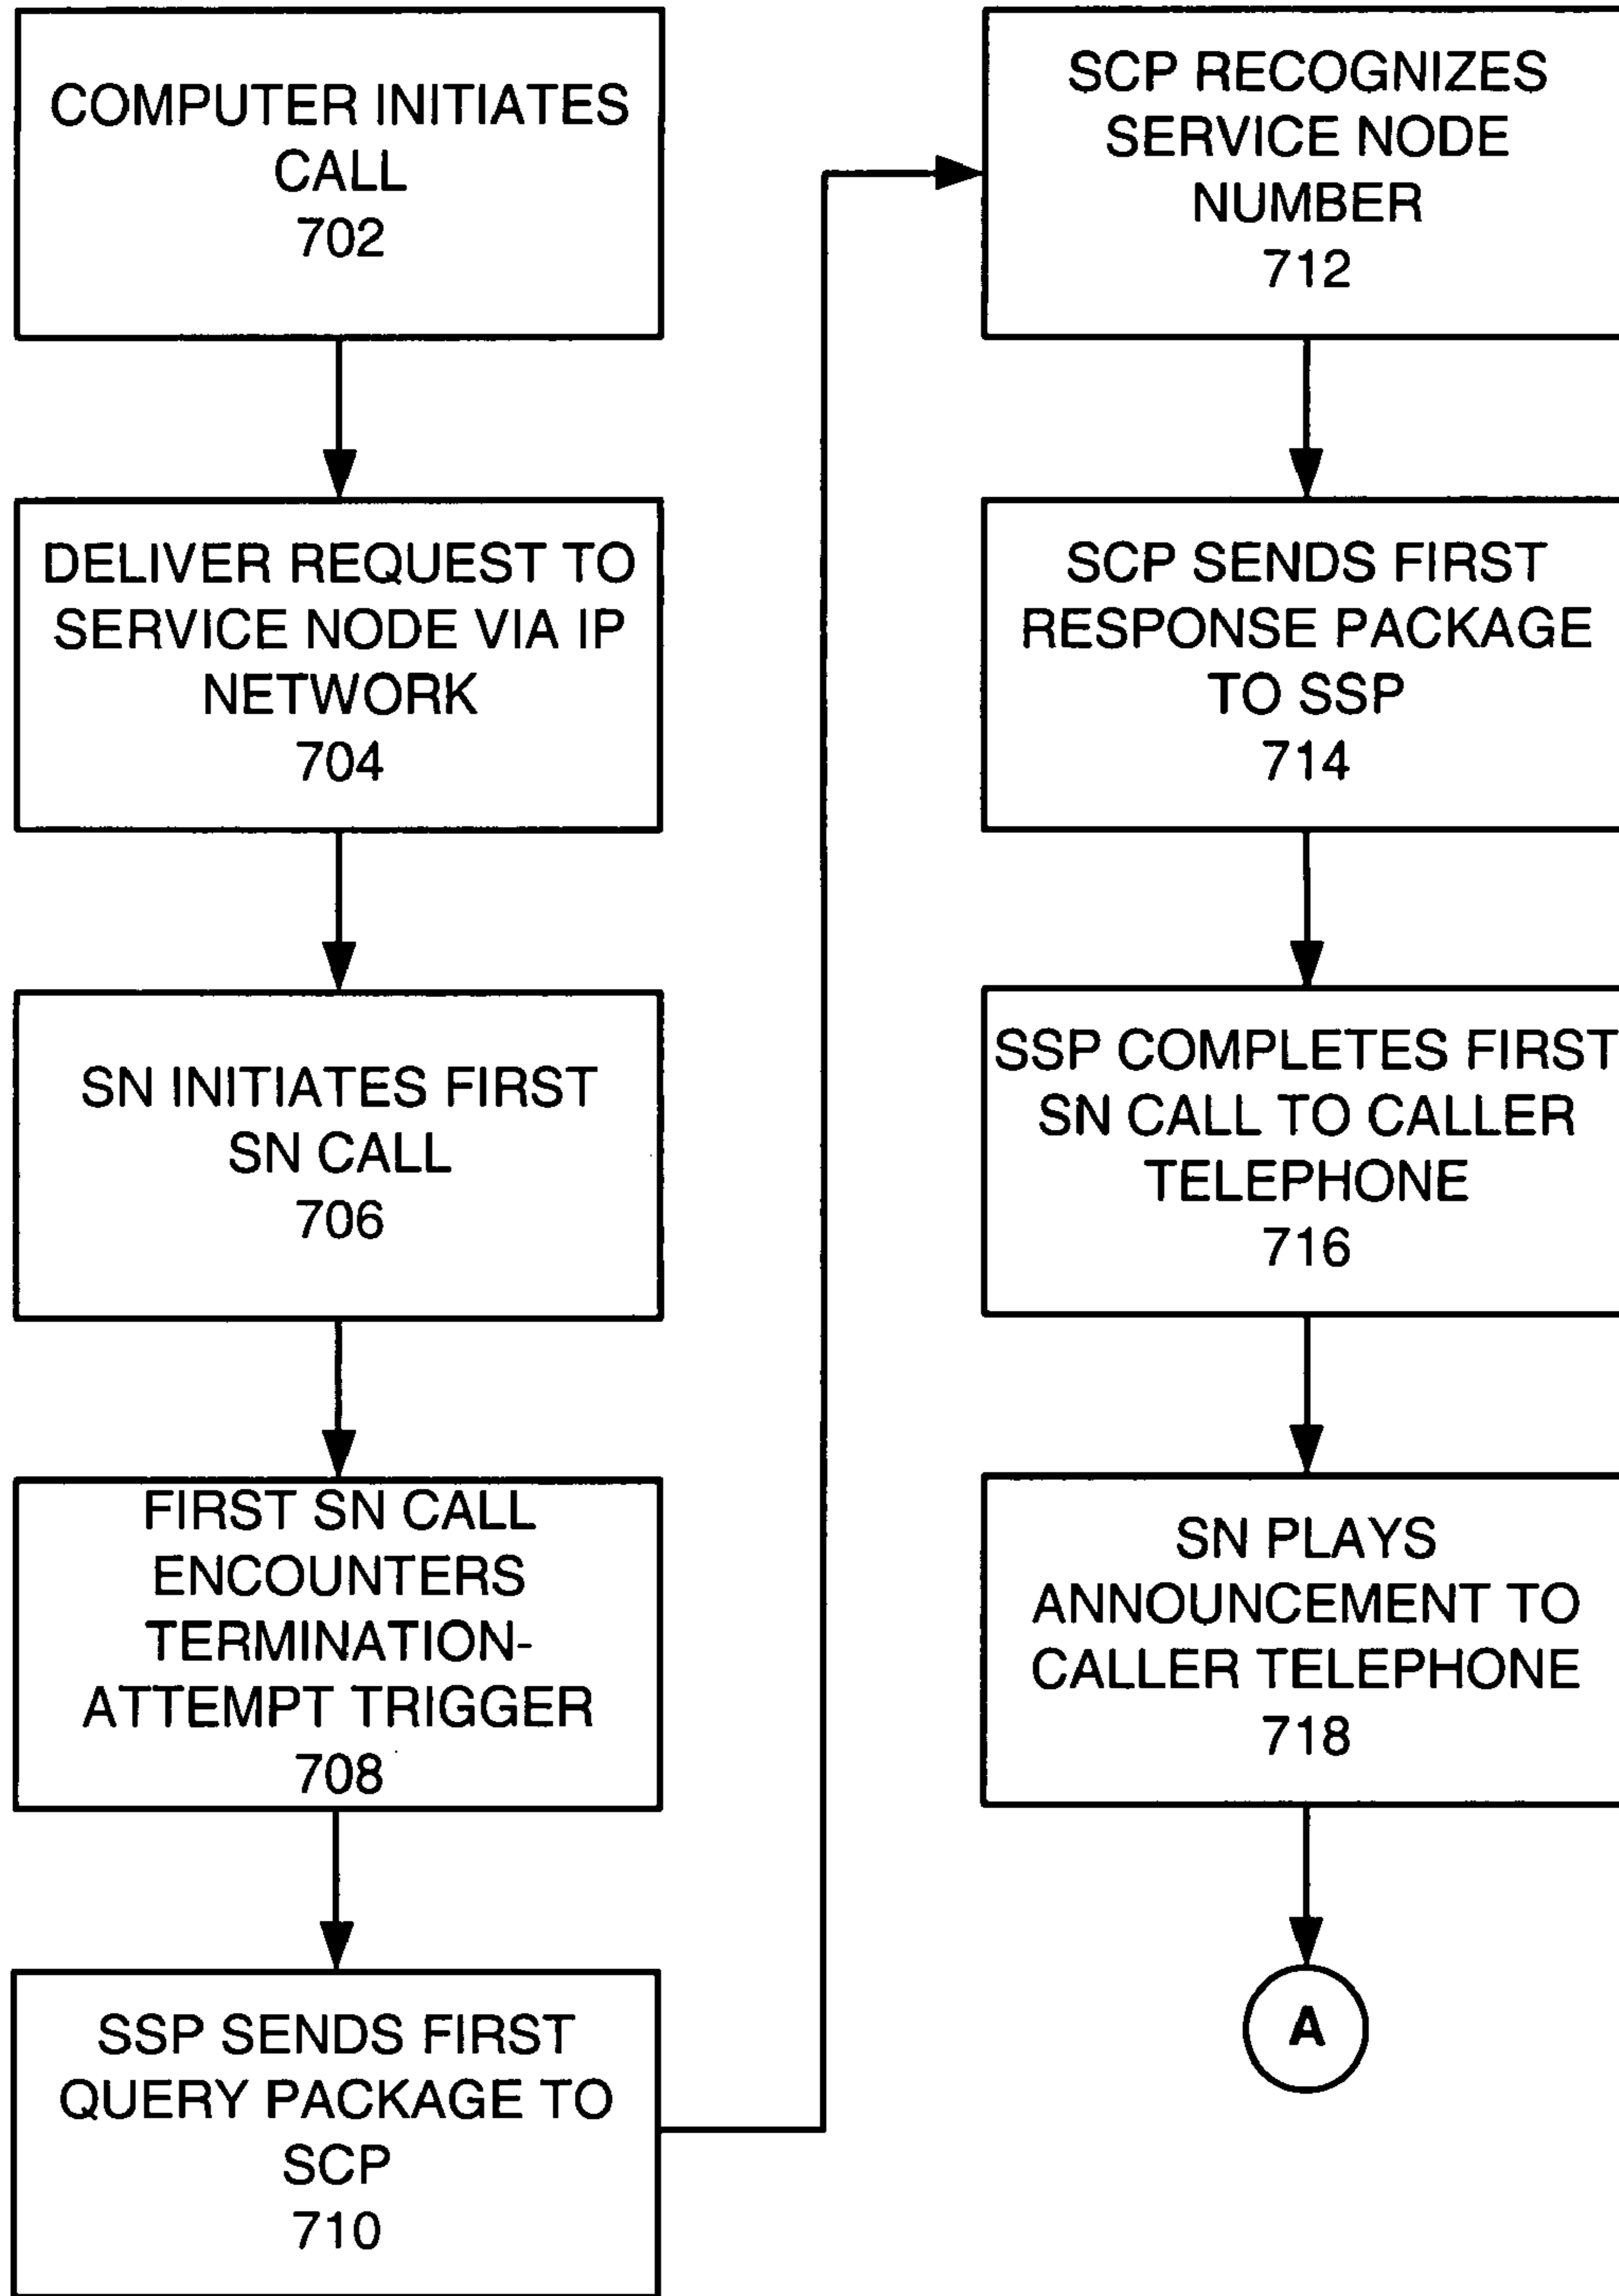 COMPUTER INITIATES
CALL
702
DELIVER REQUEST TO
SERVICE NODE VIA IP
NETWORK
704
SN INITIATES FIRST
SN CALL
706
FIRST SN CALL
ENCOUNTERS
TERMINATION-
ATTEMPT TRIGGER
708
SSP SENDS FIRST
QUERY PACKAGE TO
SCP
710
SCP RECOGNIZES
SERVICE NODE
NUMBER
712
SCP SENDS FIRST
RESPONSE PACKAGE
TO SSP
714
SSP COMPLETES FIRST
SN CALL TO CALLER
TELEPHONE
716
SN PLAYS
ANNOUNCEMENT TO
CALLER TELEPHONE
718
A